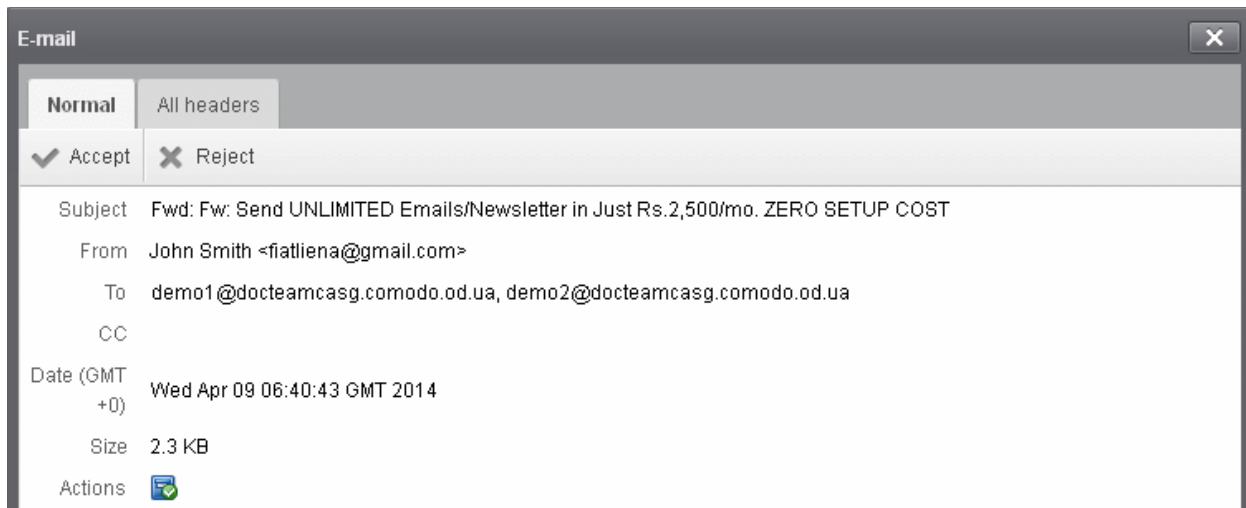 E-mail
Normal All headers
Accept Reject
Subject Fwd: Fw: Send UNLIMITED Emails/Newsletter in Just Rs.2,500/mo. ZERO SETUP COST
From John Smith <fiatliena@gmail.com>
To demo1@docteamcasg.comodo.od.ua, demo2@docteamcasg.comodo.od.ua
CC
Date (GMT
+0) Wed Apr 09 06:40:43 GMT 2014
Size 2.3 KB
Actions